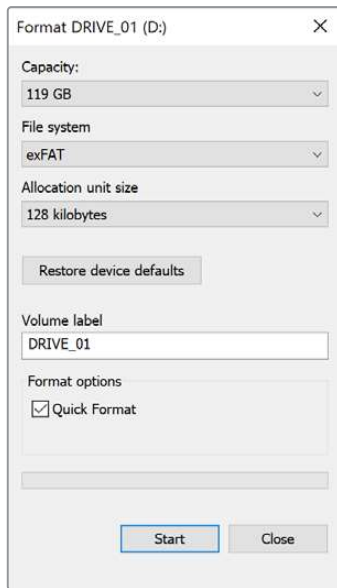 Format DRIVE_01 (D:)
Capacity:
119 GB
File system
exFAT
Allocation unit size
128 kilobytes
Restore device defaults
Volume label
DRIVE_01
Format options
Quick Format
Start Close